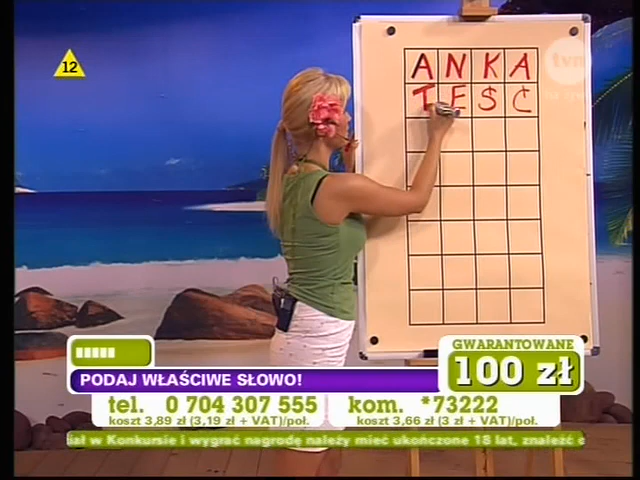 12
ANKA
TEŚĆ
tvn
na żywo
PODAJ WŁAŚCIWE SŁOWO!
GWARANTOWANE
100 zł
tel. 0 704 307 555
koszt 3,89 zł (3,19 zł + VAT)/poł.
kom. *73222
koszt 3,66 zł (3 zł + VAT)/poł.
w Konkursie i wygrać nagrodę należy mieć ukończone 18 lat,